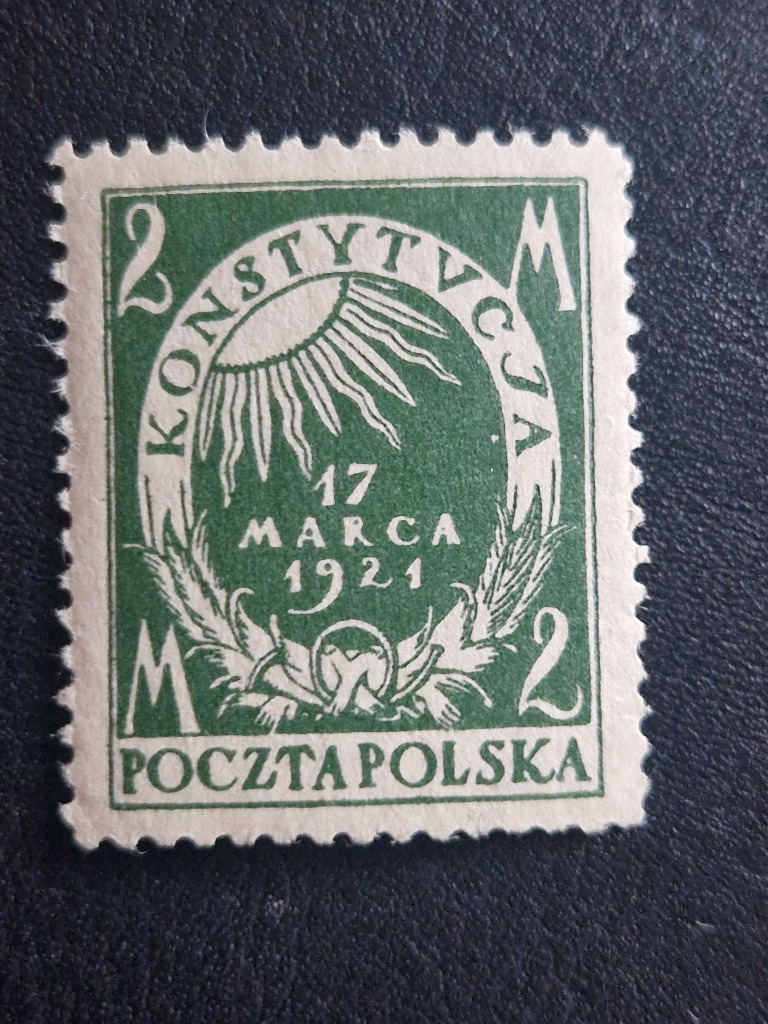 2 M
KONSTYTVCJA
17
MARCA
1921
M 2
POCZTA POLSKA